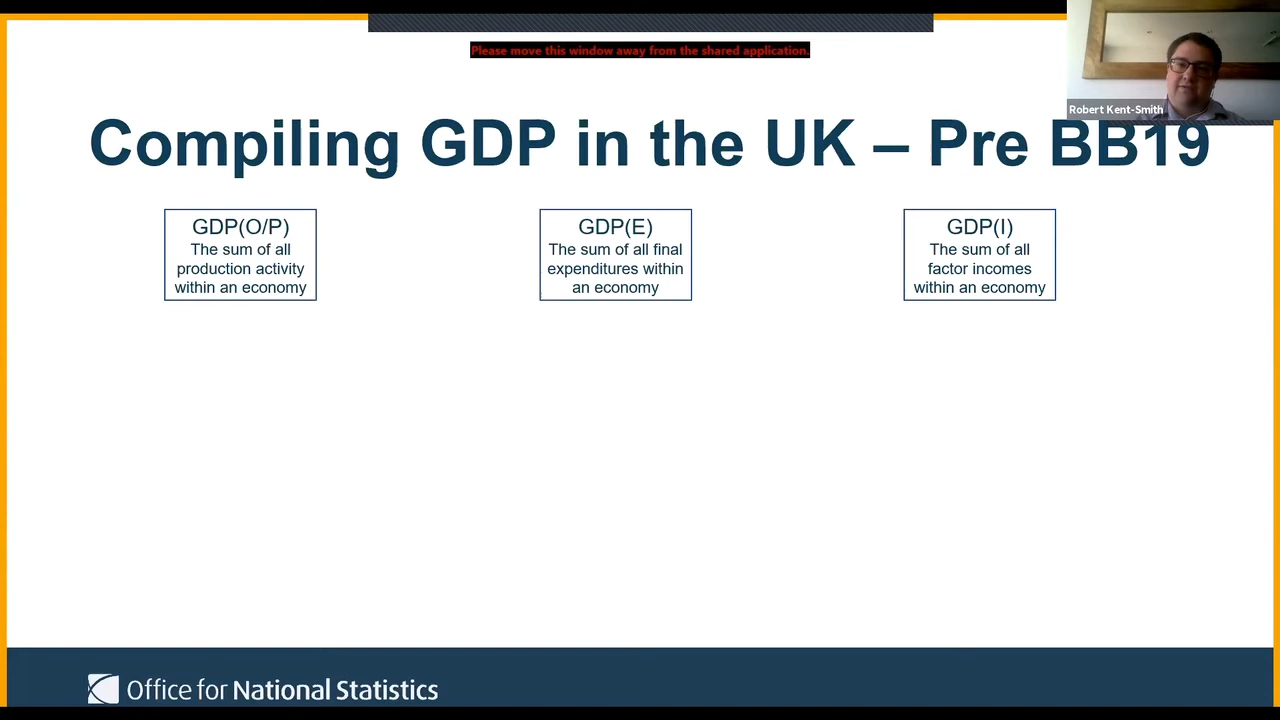 Please move this window away from the shared application.
Robert Kent-Smith
Compiling GDP in the UK – Pre BB19
GDP(O/P)
The sum of all
production activity
within an economy
GDP(E)
The sum of all final
expenditures within
an economy
GDP(I)
The sum of all
factor incomes
within an economy
Office for National Statistics